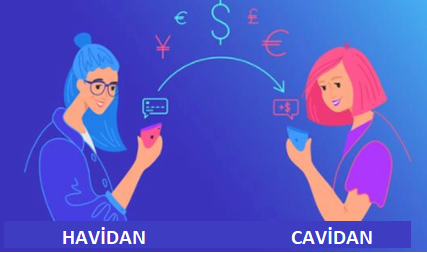 € $ £
¥ €
+$
HAVİDAN CAVİDAN